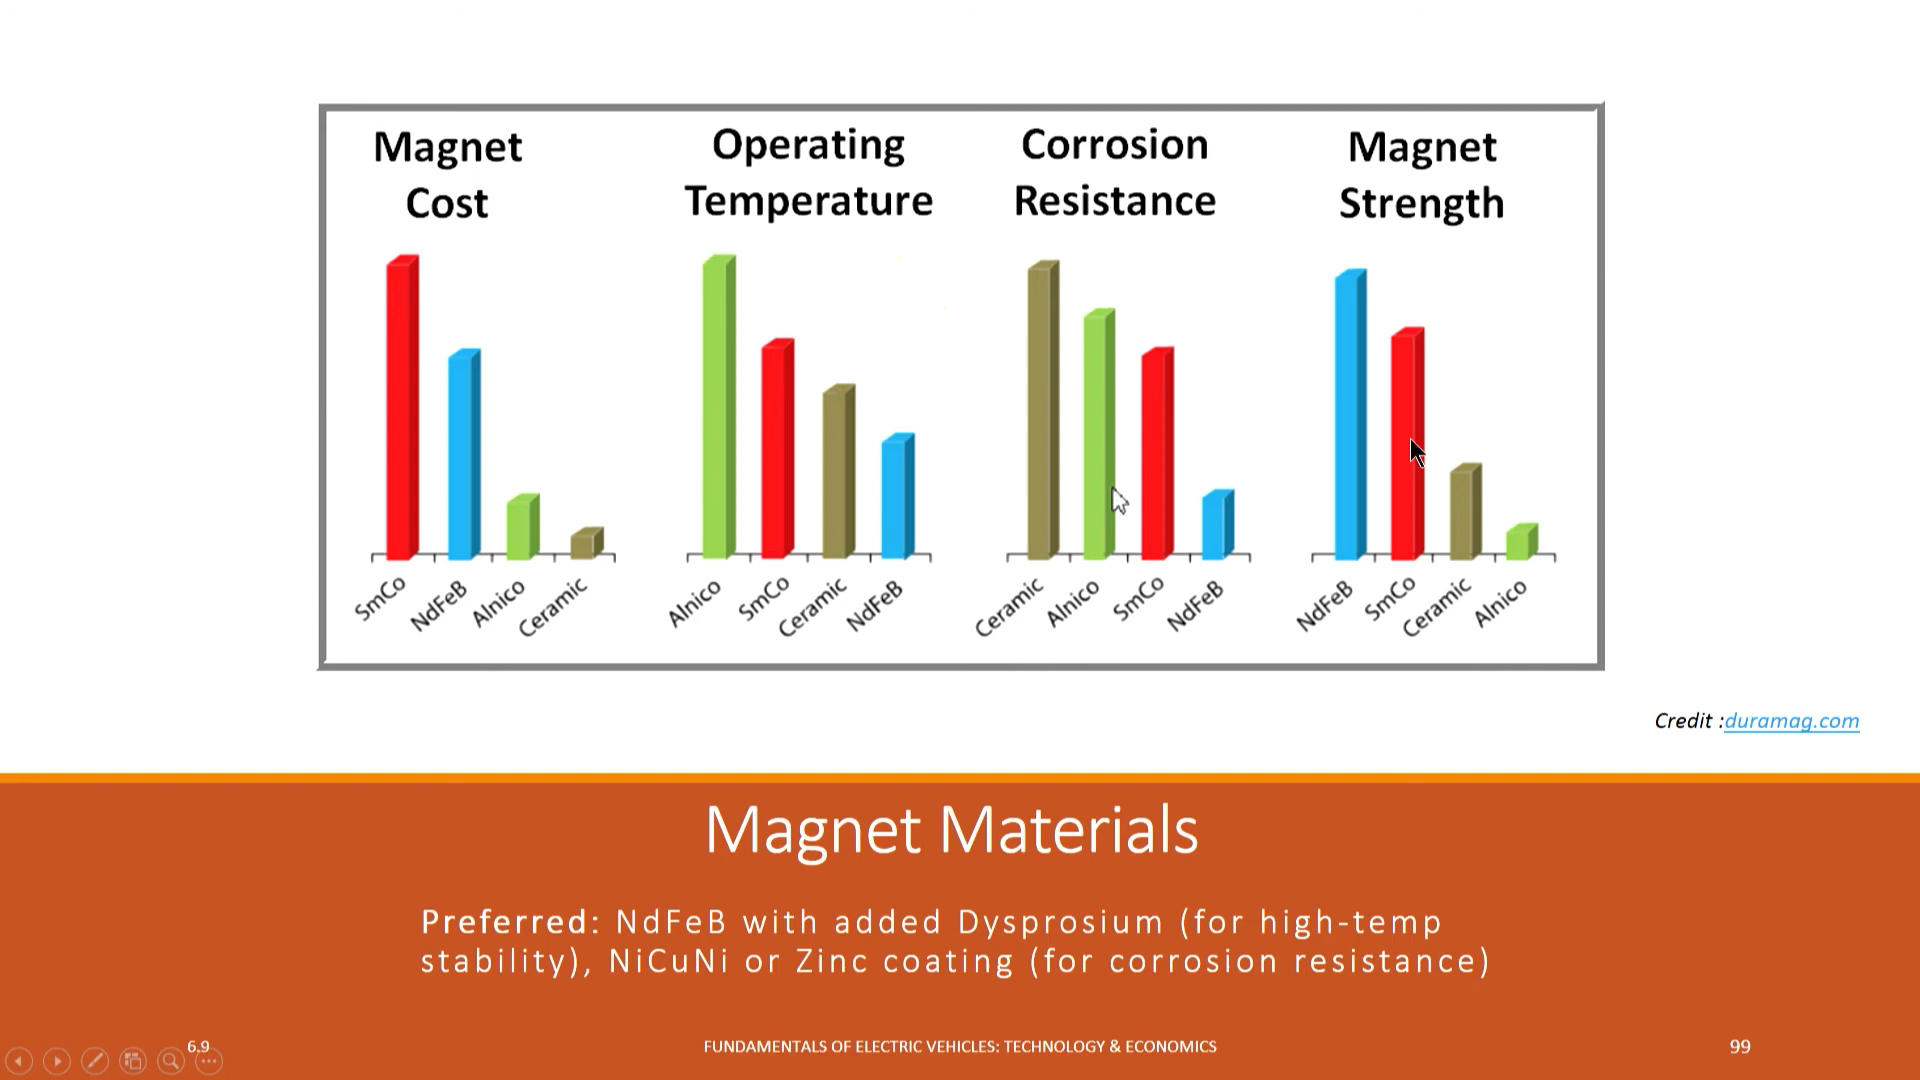 Magnet
Cost
Operating
Temperature
Corrosion
Resistance
Magnet
Strength
SmCo
NdFeB
Alnico
Ceramic
Alnico
SmCo
Ceramic
NdFeB
Ceramic
Alnico
SmCo
NdFeB
NdFeB
SmCo
Ceramic
Alnico
Credit :duramag.com
Magnet Materials
Preferred: NdFeB with added Dysprosium (for high-temp
stability), NiCuNi or Zinc coating (for corrosion resistance)
6.9
FUNDAMENTALS OF ELECTRIC VEHICLES: TECHNOLOGY & ECONOMICS
99